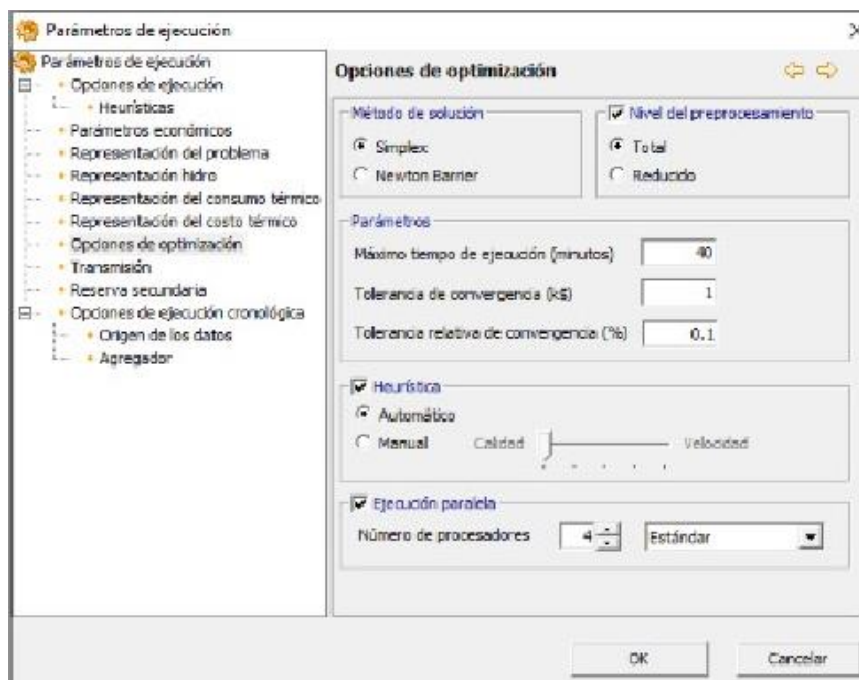 Parámetros de ejecución
Parámetros de ejecución
Opciones de ejecución
Heurísticas
Parámetros económicos
Representación del problema
Representación hidro
Representación del consumo térmico
Representación del costo térmico
Opciones de optimización
Transmisión
Reserva secundaria
Opciones de ejecución cronológica
Origen de los datos
Agregador
Opciones de optimización
Método de solución
Simplex
Newton Barrier
Nivel del preprocesamiento
Total
Reducido
Parámetros
Máximo tiempo de ejecución (minutos) 40
Tolerancia de convergencia (k$) 1
Tolerancia relativa de convergencia (%) 0.1
Heurística
Automático
Manual Calidad Velocidad
Ejecución paralela
Número de procesadores 4 Estándar
OK Cancelar